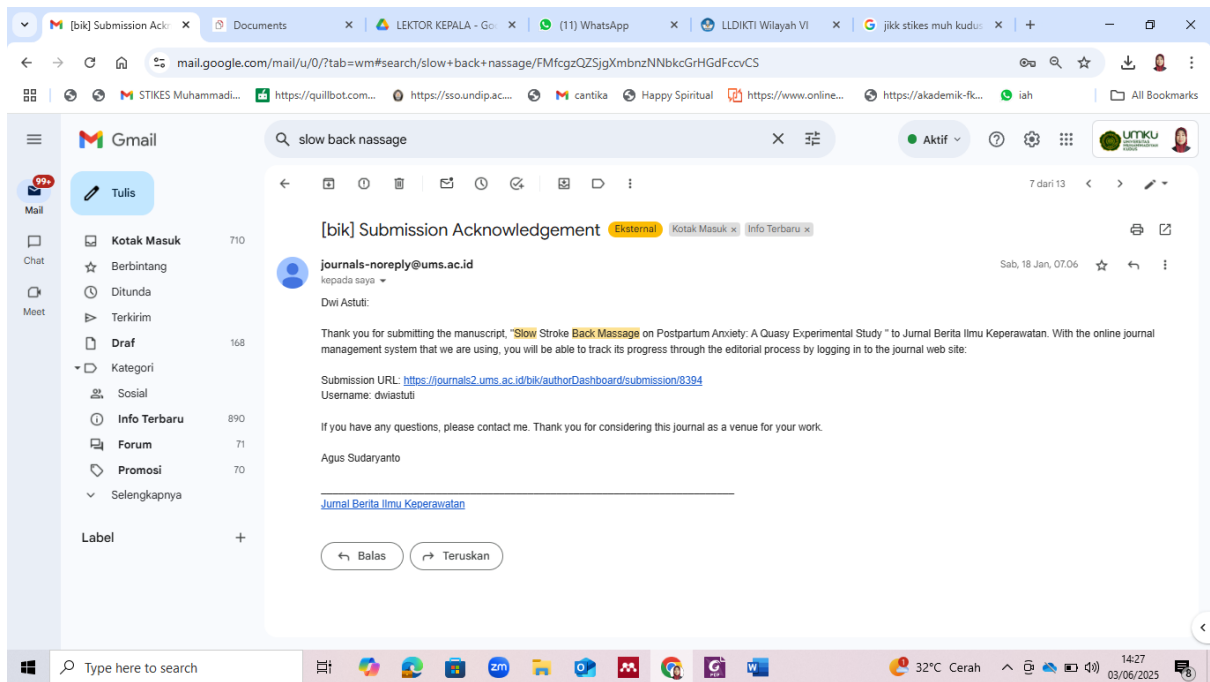 [bik] Submission Ackr
Documents
LEKTOR KEPALA - Goo
(11) WhatsApp
LLDIKTI Wilayah VI
jikk stikes muh kudus
mail.google.com/mail/u/0/?tab=wm#search/slow+back+nassage/FMfcgzQZSjgXmbnzNNbkcGrHGdFccvCS
STIKES Muhammadi...
https://quillbot.com...
https://sso.undip.ac....
cantika
Happy Spiritual
https://www.online...
https://akademik-fk...
iah
All Bookmarks
Gmail
slow back nassage
Aktif
UMKU
99+
Mail
Chat
Meet
Tulis
Kotak Masuk 710
Berbintang
Ditunda
Terkirim
Draf 168
Kategori
Sosial
Info Terbaru 890
Forum 71
Promosi 70
Selengkapnya
Label
7 dari 13
[bik] Submission Acknowledgement Eksternal Kotak Masuk x Info Terbaru x
journals-noreply@ums.ac.id
Sab, 18 Jan, 07.06
kepada saya
Dwi Astuti:
Thank you for submitting the manuscript, "Slow Stroke Back Massage on Postpartum Anxiety: A Quasy Experimental Study " to Jurnal Berita Ilmu Keperawatan. With the online journal
management system that we are using, you will be able to track its progress through the editorial process by logging in to the journal web site:
Submission URL: https://journals2.ums.ac.id/bik/authorDashboard/submission/8394
Username: dwiastuti
If you have any questions, please contact me. Thank you for considering this journal as a venue for your work.
Agus Sudaryanto
Jurnal Berita Ilmu Keperawatan
Balas
Teruskan
Type here to search
32°C Cerah
14:27
03/06/2025
8